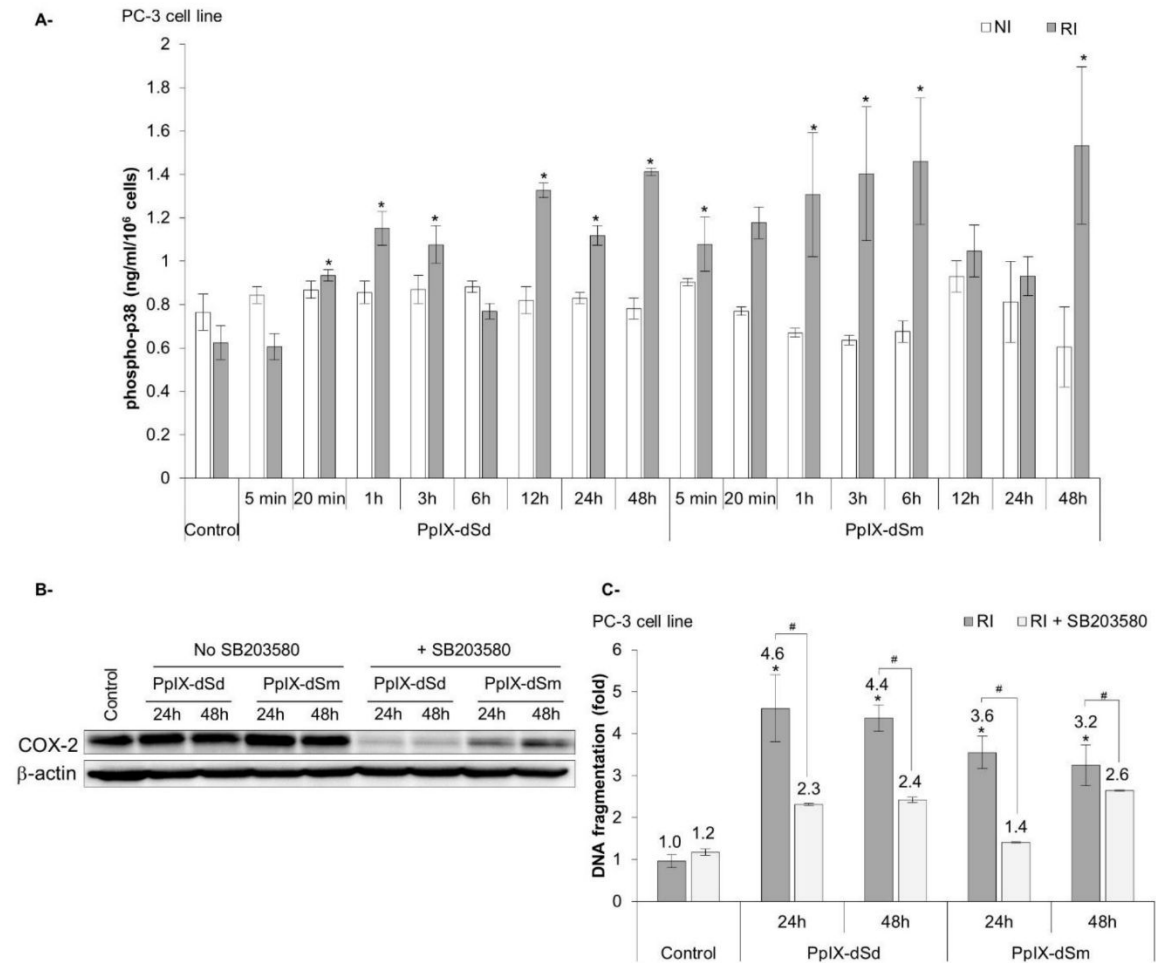 A-
PC-3 cell line
NI RI
phospho-p38 (ng/ml/10⁶ cells)
2
1.8
1.6
1.4
1.2
1
0.8
0.6
0.4
0.2
0
* * * * * * * * * * *
5 min 20 min 1h 3h 6h 12h 24h 48h 5 min 20 min 1h 3h 6h 12h 24h 48h
Control PpIX-dSd PpIX-dSm
B-
No SB203580 + SB203580
Control
PpIX-dSd PpIX-dSm PpIX-dSd PpIX-dSm
24h 48h 24h 48h 24h 48h 24h 48h
COX-2
β-actin
C-
PC-3 cell line
RI RI + SB203580
DNA fragmentation (fold)
6
5
4
3
2
1
0
# # # #
1.0 1.2 4.6 2.3 4.4 2.4 3.6 1.4 3.2 2.6
* * * *
24h 48h 24h 48h
Control PpIX-dSd PpIX-dSm